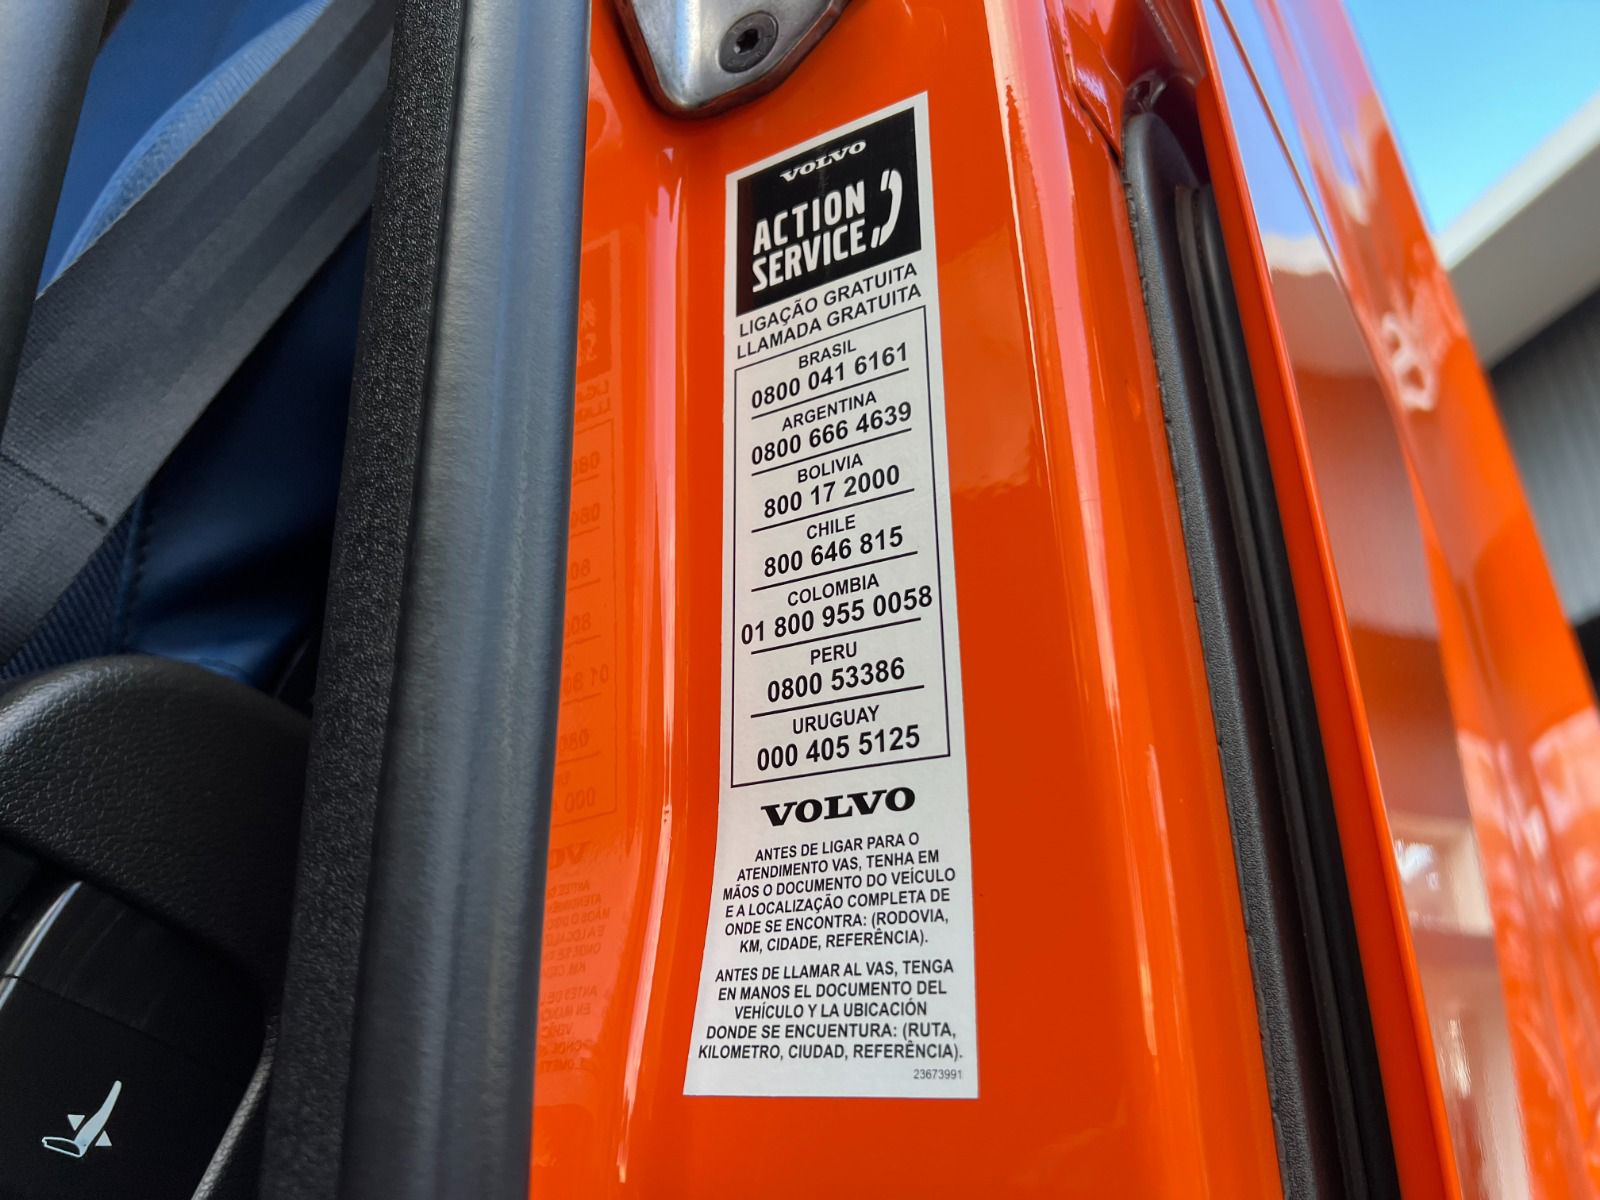 VOLVO
ACTION
SERVICE
LIGAÇÃO GRATUITA
LLAMADA GRATUITA
BRASIL
0800 041 6161
ARGENTINA
0800 666 4639
BOLIVIA
800 17 2000
CHILE
800 646 815
COLOMBIA
01 800 955 0058
PERU
0800 53386
URUGUAY
000 405 5125
VOLVO
ANTES DE LIGAR PARA O
ATENDIMENTO VAS, TENHA EM
MÃOS O DOCUMENTO DO VEÍCULO
E A LOCALIZAÇÃO COMPLETA DE
ONDE SE ENCONTRA: (RODOVIA,
KM, CIDADE, REFERÊNCIA).
ANTES DE LLAMAR AL VAS, TENGA
EN MANOS EL DOCUMENTO DEL
VEHÍCULO Y LA UBICACIÓN
DONDE SE ENCUENTURA: (RUTA,
KILOMETRO, CIUDAD, REFERÊNCIA).
23673991